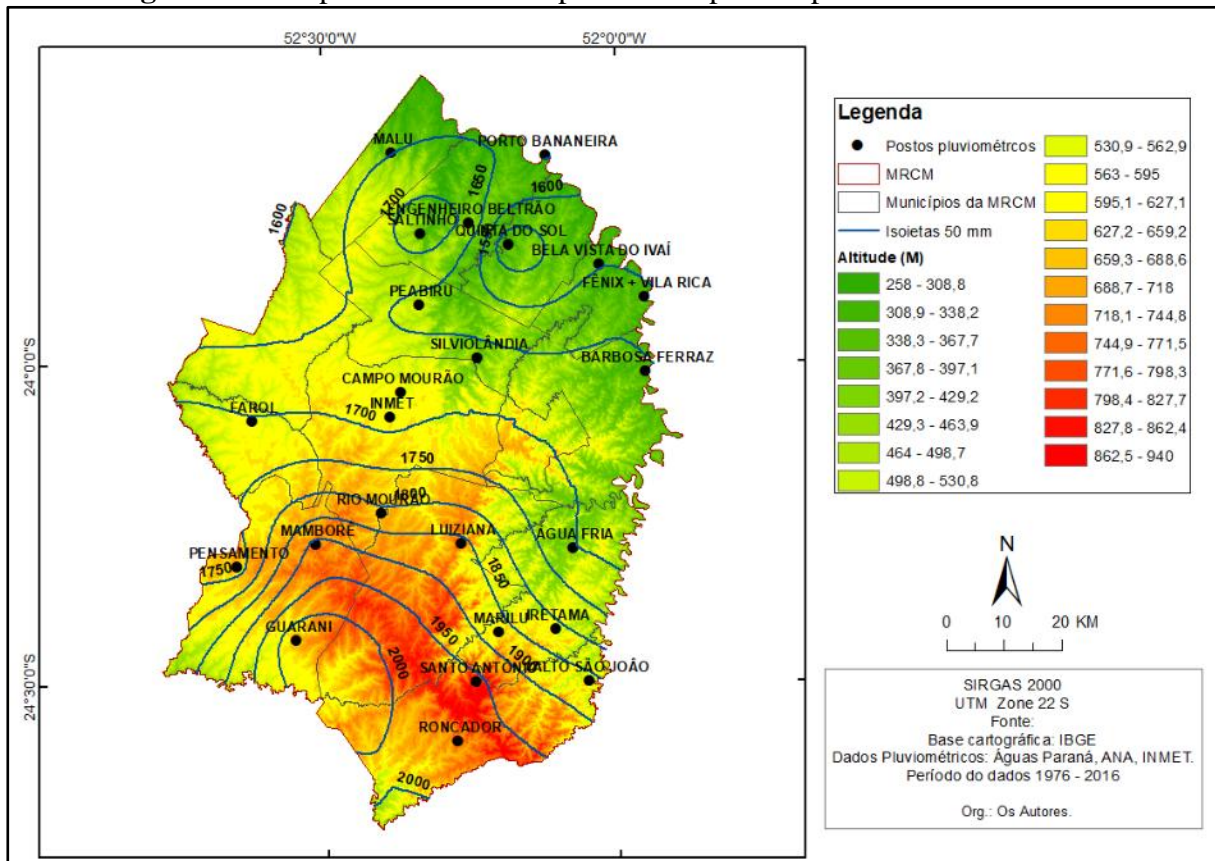 52°30'0"W
52°0'0"W
24°0'0"S
24°30'0"S
MALU
PORTO BANANEIRA
1600
1650
1700
1600
ENGENHEIRO BELTRÃO
QUINTA DO SOL
BELA VISTA DO IVAÍ
FÊNIX + VILA RICA
PEABIRU
SILVIOLÂNDIA
BARBOSA FERRAZ
CAMPO MOURÃO
INMET
FAROL
1700
1750
1800
RIO MOURÃO
MAMBORÊ
LUIZIANA
ÁGUA FRIA
PENSAMENTO
1750
1850
GUARANI
MARILU
IRETAMA
1950
1900
2000
SANTO ANTÔNIO
ALTO SÃO JOÃO
RONCADOR
2000
Legenda
Postos pluviométrcos
MRCM
Municípios da MRCM
Isoietas 50 mm
Altitude (M)
258 - 308,8
308,9 - 338,2
338,3 - 367,7
367,8 - 397,1
397,2 - 429,2
429,3 - 463,9
464 - 498,7
498,8 - 530,8
530,9 - 562,9
563 - 595
595,1 - 627,1
627,2 - 659,2
659,3 - 688,6
688,7 - 718
718,1 - 744,8
744,9 - 771,5
771,6 - 798,3
798,4 - 827,7
827,8 - 862,4
862,5 - 940
N
0 10 20 KM
SIRGAS 2000
UTM Zone 22 S
Fonte:
Base cartográfica: IBGE
Dados Pluviométricos: Águas Paraná, ANA, INMET.
Período do dados 1976 - 2016
Org.: Os Autores.